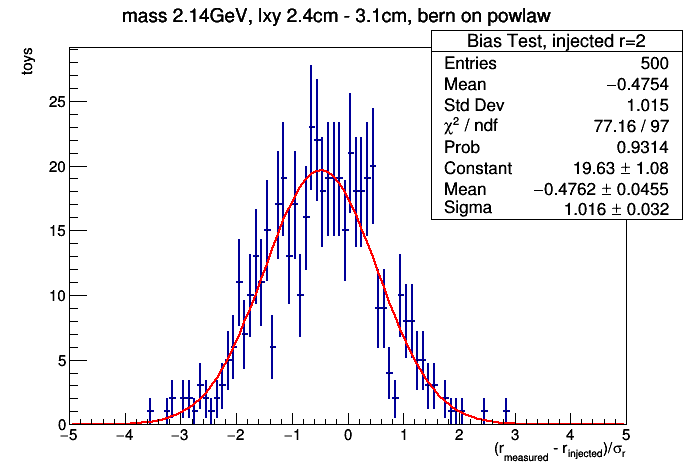 mass 2.14GeV, lxy 2.4cm - 3.1cm, bern on powlaw
Bias Test, injected r=2
Entries 500
Mean −0.4754
Std Dev 1.015
χ² / ndf 77.16 / 97
Prob 0.9314
Constant 19.63 ± 1.08
Mean −0.4762 ± 0.0455
Sigma 1.016 ± 0.032
toys
25
20
15
10
5
0
−5 −4 −3 −2 −1 0 1 2 3 4 5
(r_measured - r_injected)/σ_r